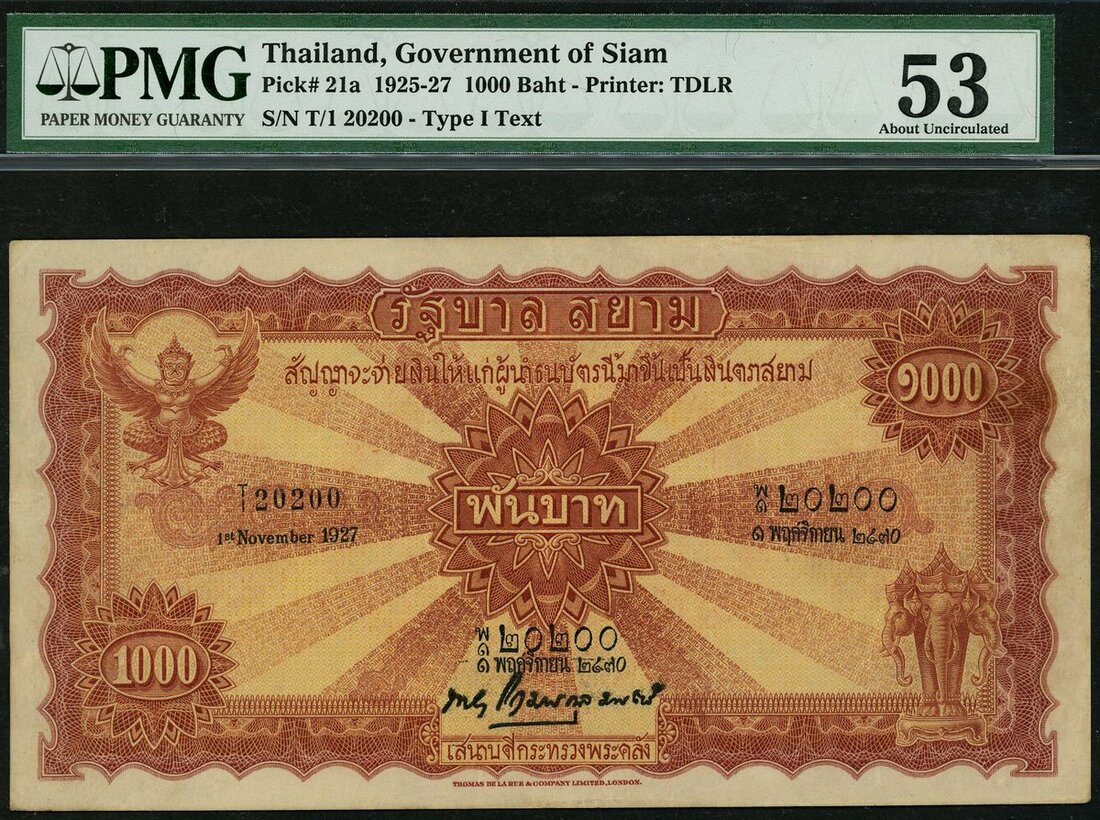 PMG
PAPER MONEY GUARANTY
Thailand, Government of Siam
Pick# 21a 1925-27 1000 Baht - Printer: TDLR
S/N T/1 20200 - Type I Text
53
About Uncirculated
รัฐบาล สยาม
สัญญาจะจ่ายเงินให้แก่ผู้นำธนบัตรนี้มาขึ้นเป็นเงินตราสยาม
๑๐๐๐
T/1 20200
1st November 1927
พันบาท
พ/๑ ๒๐๒๐๐
๑ พฤศจิกายน ๒๔๗๐
1000
พ/๑ ๒๐๒๐๐
๑ พฤศจิกายน ๒๔๗๐
เสนาบดีกระทรวงพระคลัง
THOMAS DE LA RUE & COMPANY LIMITED, LONDON.